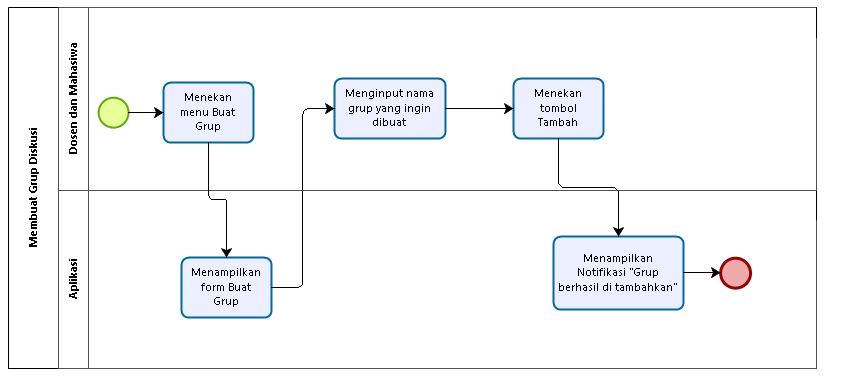 Membuat Grup Diskusi
Dosen dan Mahasiwa
Menekan
menu Buat
Grup
Menginput nama
grup yang ingin
dibuat
Menekan
tombol
Tambah
Aplikasi
Menampilkan
form Buat
Grup
Menampilkan
Notifikasi "Grup
berhasil di tambahkan"